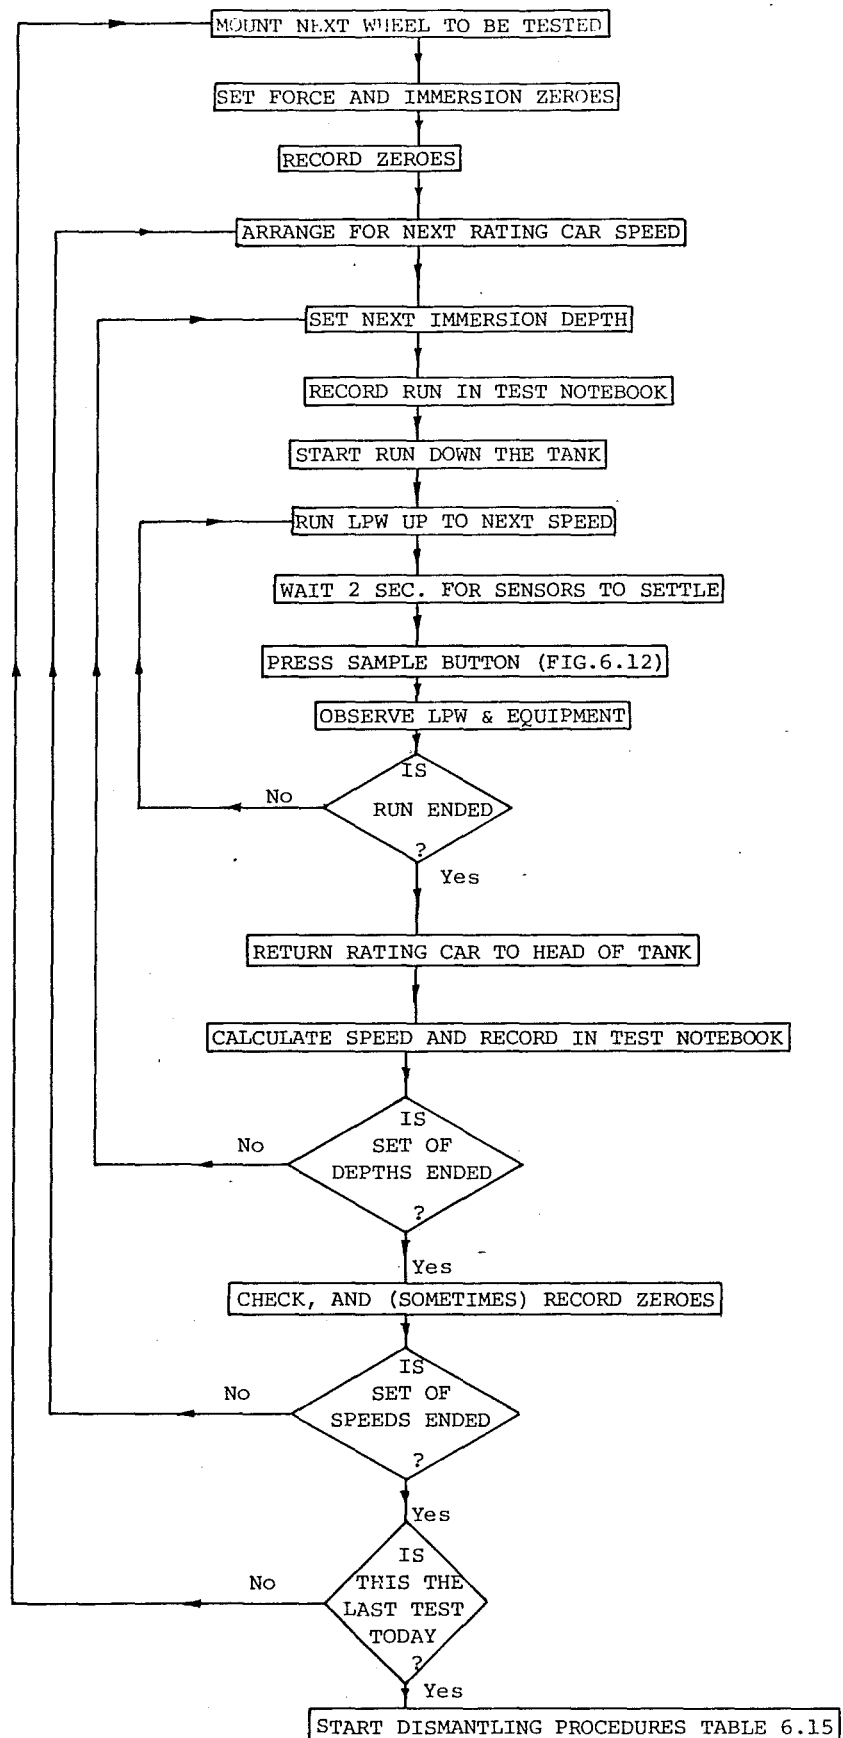 MOUNT NEXT WHEEL TO BE TESTED
SET FORCE AND IMMERSION ZEROES
RECORD ZEROES
ARRANGE FOR NEXT RATING CAR SPEED
SET NEXT IMMERSION DEPTH
RECORD RUN IN TEST NOTEBOOK
START RUN DOWN THE TANK
RUN LPW UP TO NEXT SPEED
WAIT 2 SEC. FOR SENSORS TO SETTLE
PRESS SAMPLE BUTTON (FIG.6.12)
OBSERVE LPW & EQUIPMENT
IS
No
RUN ENDED
?
Yes
RETURN RATING CAR TO HEAD OF TANK
CALCULATE SPEED AND RECORD IN TEST NOTEBOOK
IS
No
SET OF
DEPTHS ENDED
?
Yes
CHECK, AND (SOMETIMES) RECORD ZEROES
IS
No
SET OF
SPEEDS ENDED
?
Yes
IS
No
THIS THE
LAST TEST
TODAY
?
Yes
START DISMANTLING PROCEDURES TABLE 6.15